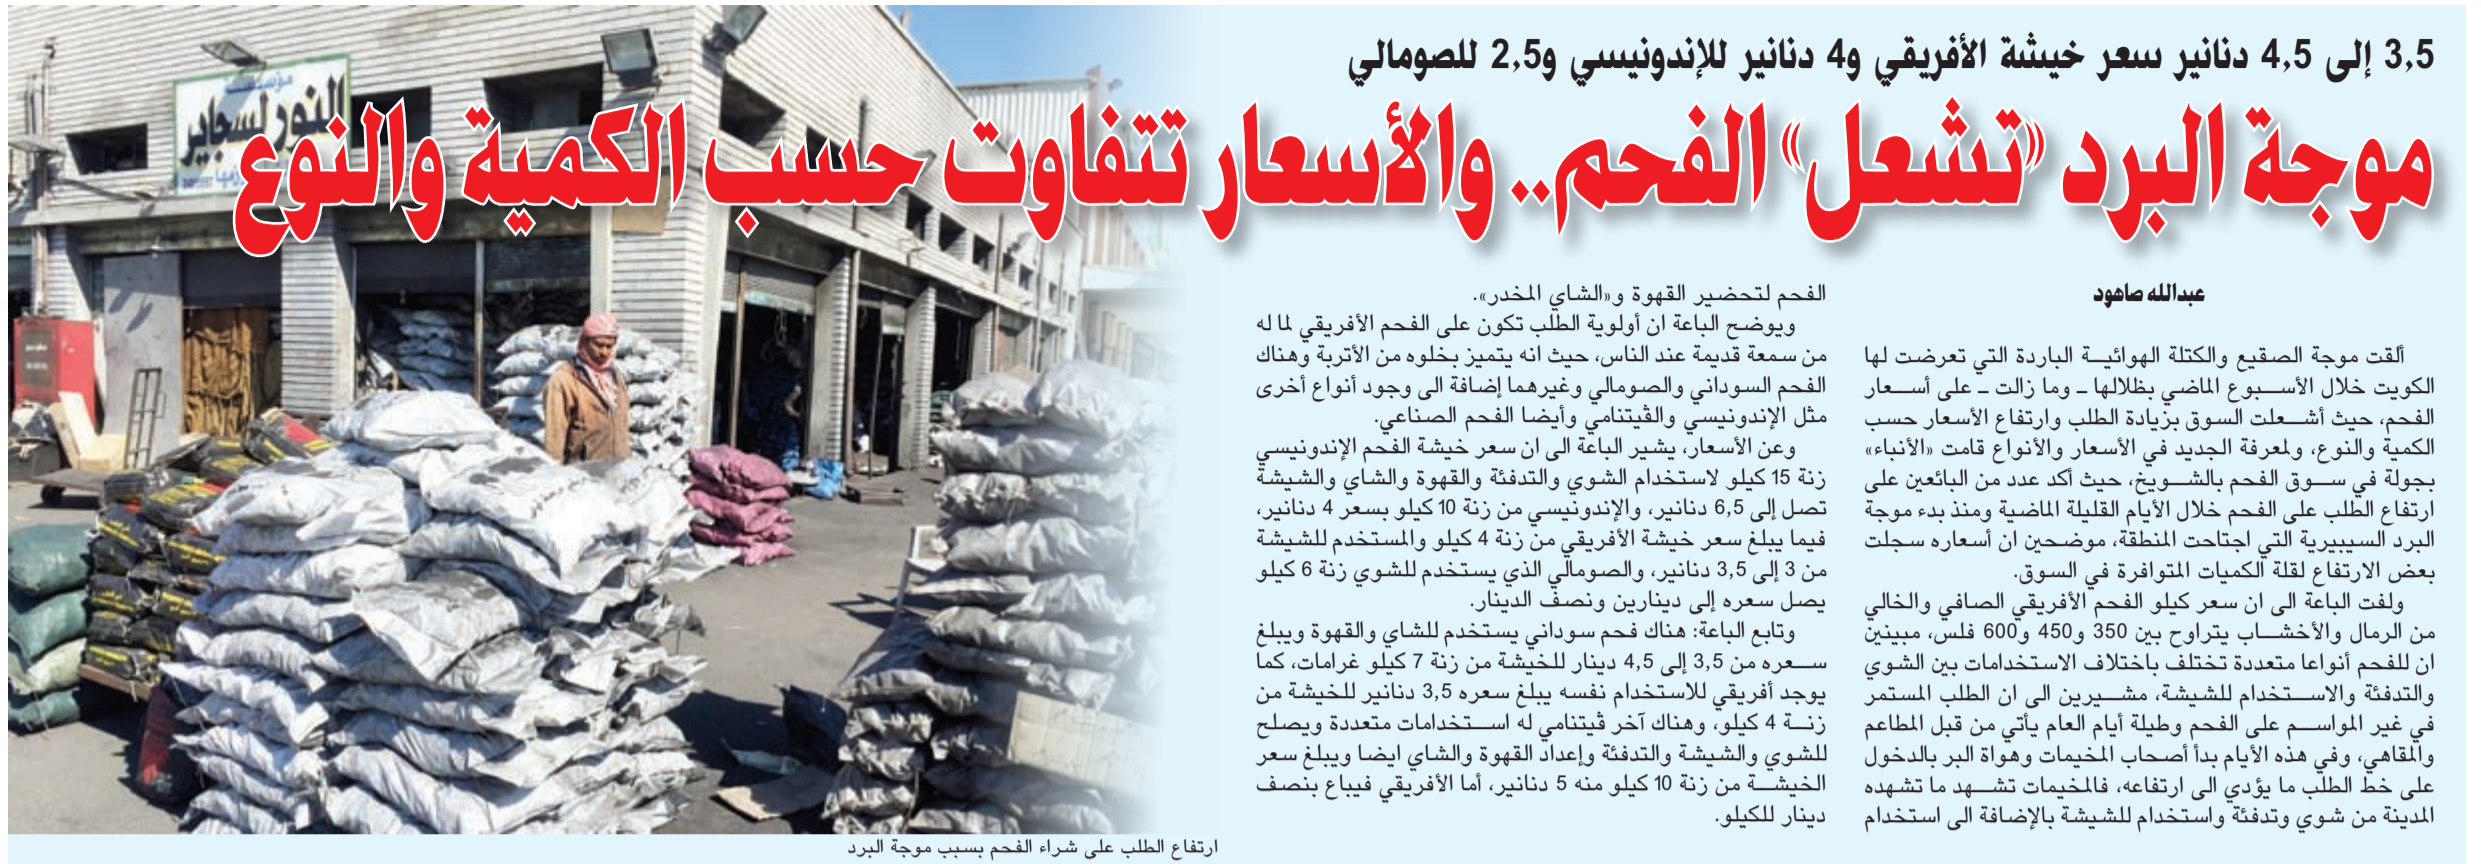 3,5 إلى 4,5 دنانير سعر خيشة الأفريقي و4 دنانير للإندونيسي و2,5 للصومالي
موجة البرد «تشعل» الفحم.. والأسعار تتفاوت حسب الكمية والنوع
عبدالله صاهود
ألقت موجة الصقيع والكتلة الهوائية الباردة التي تعرضت لها
الكويت خلال الأسبوع الماضي بظلالها ـ وما زالت ـ على أسعار
الفحم، حيث أشعلت السوق بزيادة الطلب وارتفاع الأسعار حسب
الكمية والنوع، ولمعرفة الجديد في الأسعار والأنواع قامت «الأنباء»
بجولة في سوق الفحم بالشويخ، حيث أكد عدد من البائعين على
ارتفاع الطلب على الفحم خلال الأيام القليلة الماضية ومنذ بدء موجة
البرد السيبيرية التي اجتاحت المنطقة، موضحين ان أسعاره سجلت
بعض الارتفاع لقلة الكميات المتوافرة في السوق.
ولفت الباعة الى ان سعر كيلو الفحم الأفريقي الصافي والخالي
من الرمال والأخشاب يتراوح بين 350 و450 و600 فلس، مبينين
ان للفحم أنواعا متعددة تختلف باختلاف الاستخدامات بين الشوي
والتدفئة والاستخدام للشيشة، مشيرين الى ان الطلب المستمر
في غير المواسم على الفحم وطيلة أيام العام يأتي من قبل المطاعم
والمقاهي، وفي هذه الأيام بدأ أصحاب المخيمات وهواة البر بالدخول
على خط الطلب ما يؤدي الى ارتفاعه، فالمخيمات تشهد ما تشهده
المدينة من شوي وتدفئة واستخدام للشيشة بالإضافة الى استخدام
الفحم لتحضير القهوة و«الشاي المخدر».
ويوضح الباعة ان أولوية الطلب تكون على الفحم الأفريقي لما له
من سمعة قديمة عند الناس، حيث انه يتميز بخلوه من الأتربة وهناك
الفحم السوداني والصومالي وغيرهما إضافة الى وجود أنواع أخرى
مثل الإندونيسي والڤيتنامي وأيضا الفحم الصناعي.
وعن الأسعار، يشير الباعة الى ان سعر خيشة الفحم الإندونيسي
زنة 15 كيلو لاستخدام الشوي والتدفئة والقهوة والشاي والشيشة
تصل إلى 6,5 دنانير، والإندونيسي من زنة 10 كيلو بسعر 4 دنانير،
فيما يبلغ سعر خيشة الأفريقي من زنة 4 كيلو والمستخدم للشيشة
من 3 إلى 3,5 دنانير، والصومالي الذي يستخدم للشوي زنة 6 كيلو
يصل سعره إلى دينارين ونصف الدينار.
وتابع الباعة: هناك فحم سوداني يستخدم للشاي والقهوة ويبلغ
سعره من 3,5 إلى 4,5 دينار للخيشة من زنة 7 كيلو غرامات، كما
يوجد أفريقي للاستخدام نفسه يبلغ سعره 3,5 دنانير للخيشة من
زنة 4 كيلو، وهناك آخر ڤيتنامي له استخدامات متعددة ويصلح
للشوي والشيشة والتدفئة وإعداد القهوة والشاي ايضا ويبلغ سعر
الخيشة من زنة 10 كيلو منه 5 دنانير، أما الأفريقي فيباع بنصف
دينار للكيلو.
مؤسسة
النور لسجاير
ارتفاع الطلب على شراء الفحم بسبب موجة البرد